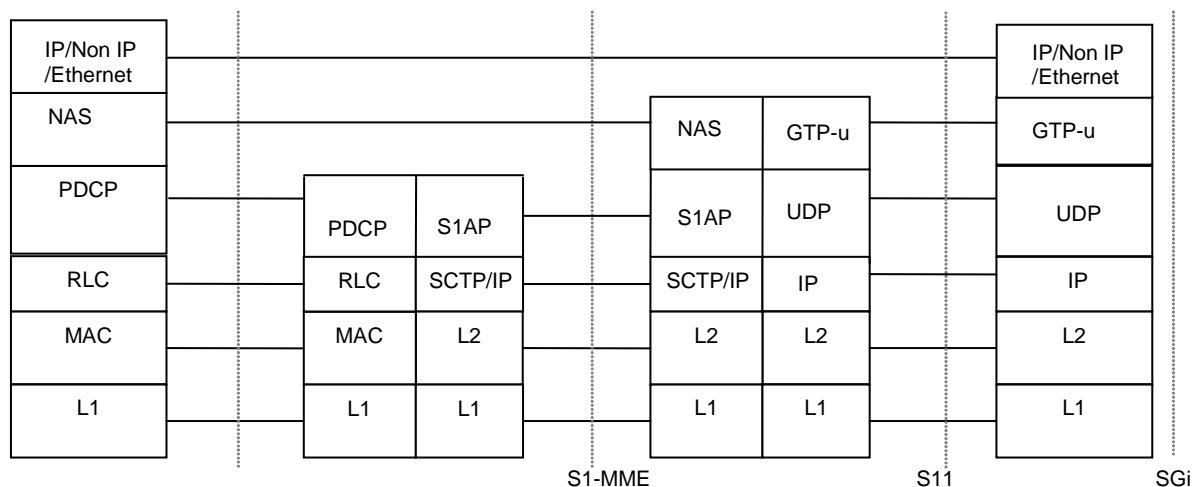 IP/Non IP
/Ethernet
NAS
PDCP
RLC
MAC
L1
PDCP
S1AP
RLC
SCTP/IP
MAC
L2
L1
L1
NAS
GTP-u
S1AP
UDP
SCTP/IP
IP
L2
L2
L1
L1
IP/Non IP
/Ethernet
GTP-u
UDP
IP
L2
L1
S1-MME
S11
SGi